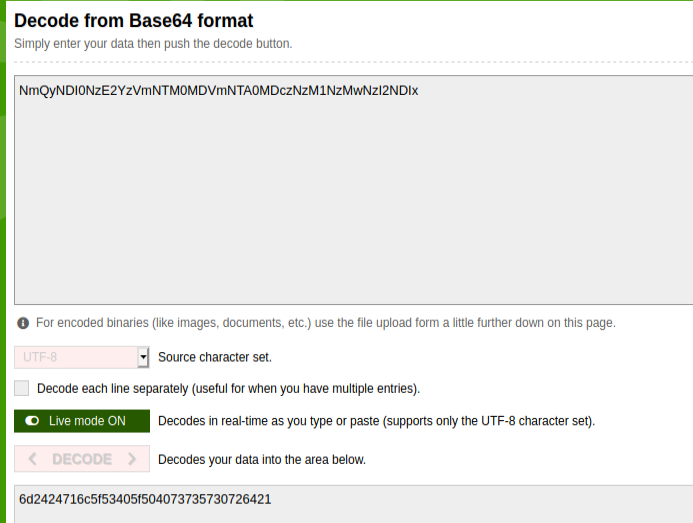 Decode from Base64 format
Simply enter your data then push the decode button.
NmQyNDI0NzE2YzVmNTM0MDVmNTA0MDczNzM1NzMwNzI2NDIx
For encoded binaries (like images, documents, etc.) use the file upload form a little further down on this page.
UTF-8 Source character set.
Decode each line separately (useful for when you have multiple entries).
Live mode ON Decodes in real-time as you type or paste (supports only the UTF-8 character set).
< DECODE > Decodes your data into the area below.
6d2424716c5f53405f504073735730726421